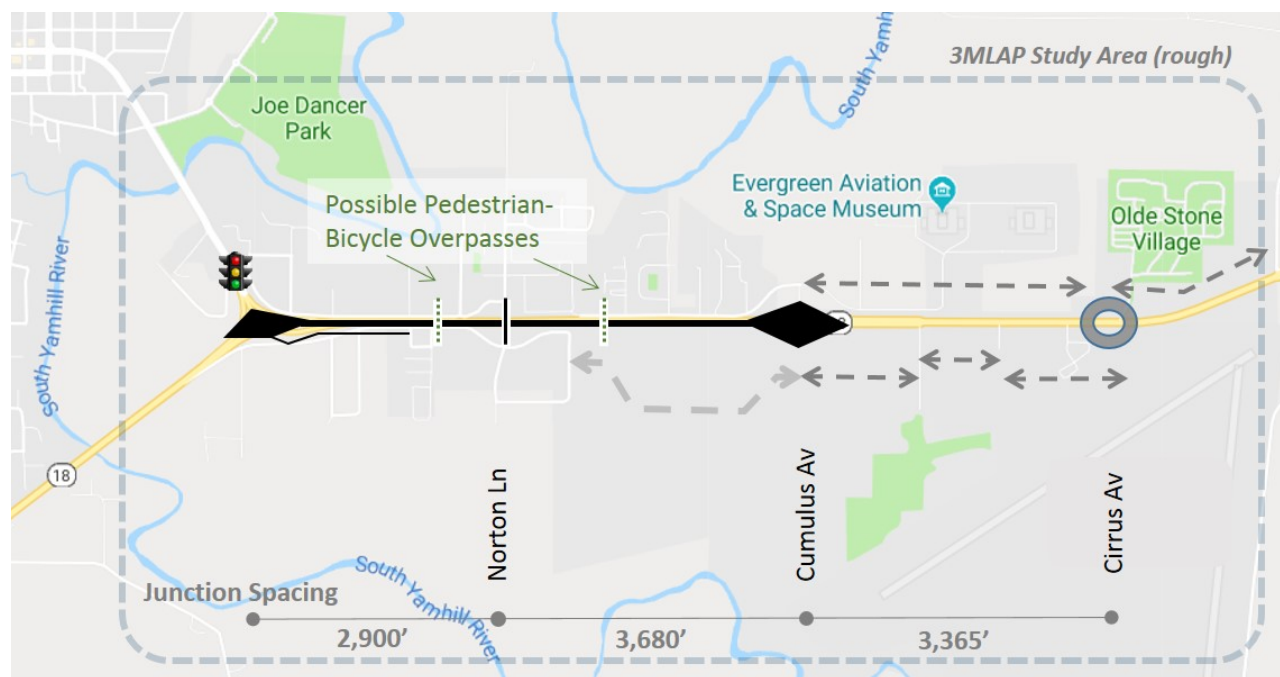 3MLAP Study Area (rough)
Joe Dancer
Park
South Yamhill
Evergreen Aviation
& Space Museum
Possible Pedestrian-
Bicycle Overpasses
Olde Stone
Village
South Yamhill River
18
Norton Ln
Cumulus Av
Cirrus Av
South Yamhill River
Junction Spacing
2,900’
3,680’
3,365’